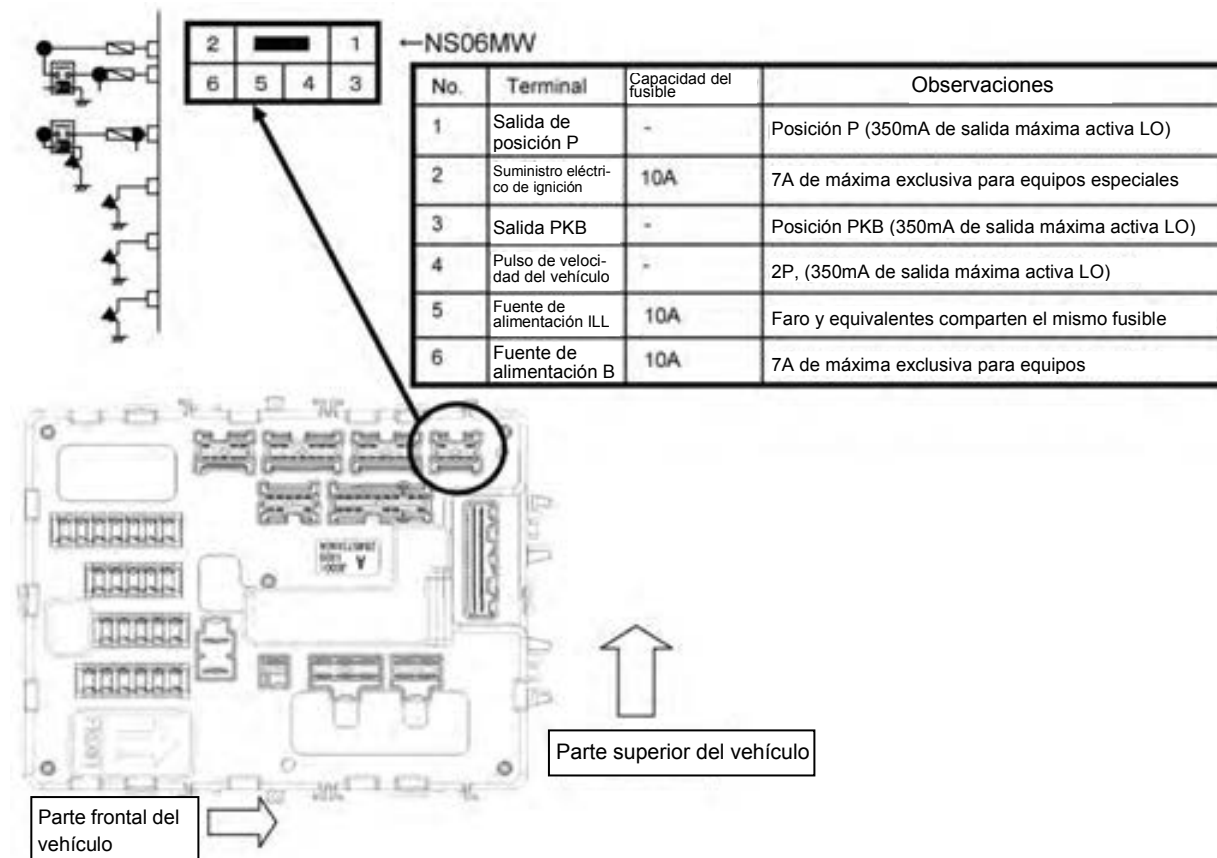 2 1
6 5 4 3
←NS06MW
No. Terminal Capacidad del fusible Observaciones
1 Salida de posición P - Posición P (350mA de salida máxima activa LO)
2 Suministro eléctri-co de ignición 10A 7A de máxima exclusiva para equipos especiales
3 Salida PKB - Posición PKB (350mA de salida máxima activa LO)
4 Pulso de veloci-dad del vehículo - 2P, (350mA de salida máxima activa LO)
5 Fuente de alimentación ILL 10A Faro y equivalentes comparten el mismo fusible
6 Fuente de alimentación B 10A 7A de máxima exclusiva para equipos
A
Parte superior del vehículo
FRONT
Parte frontal del
vehículo